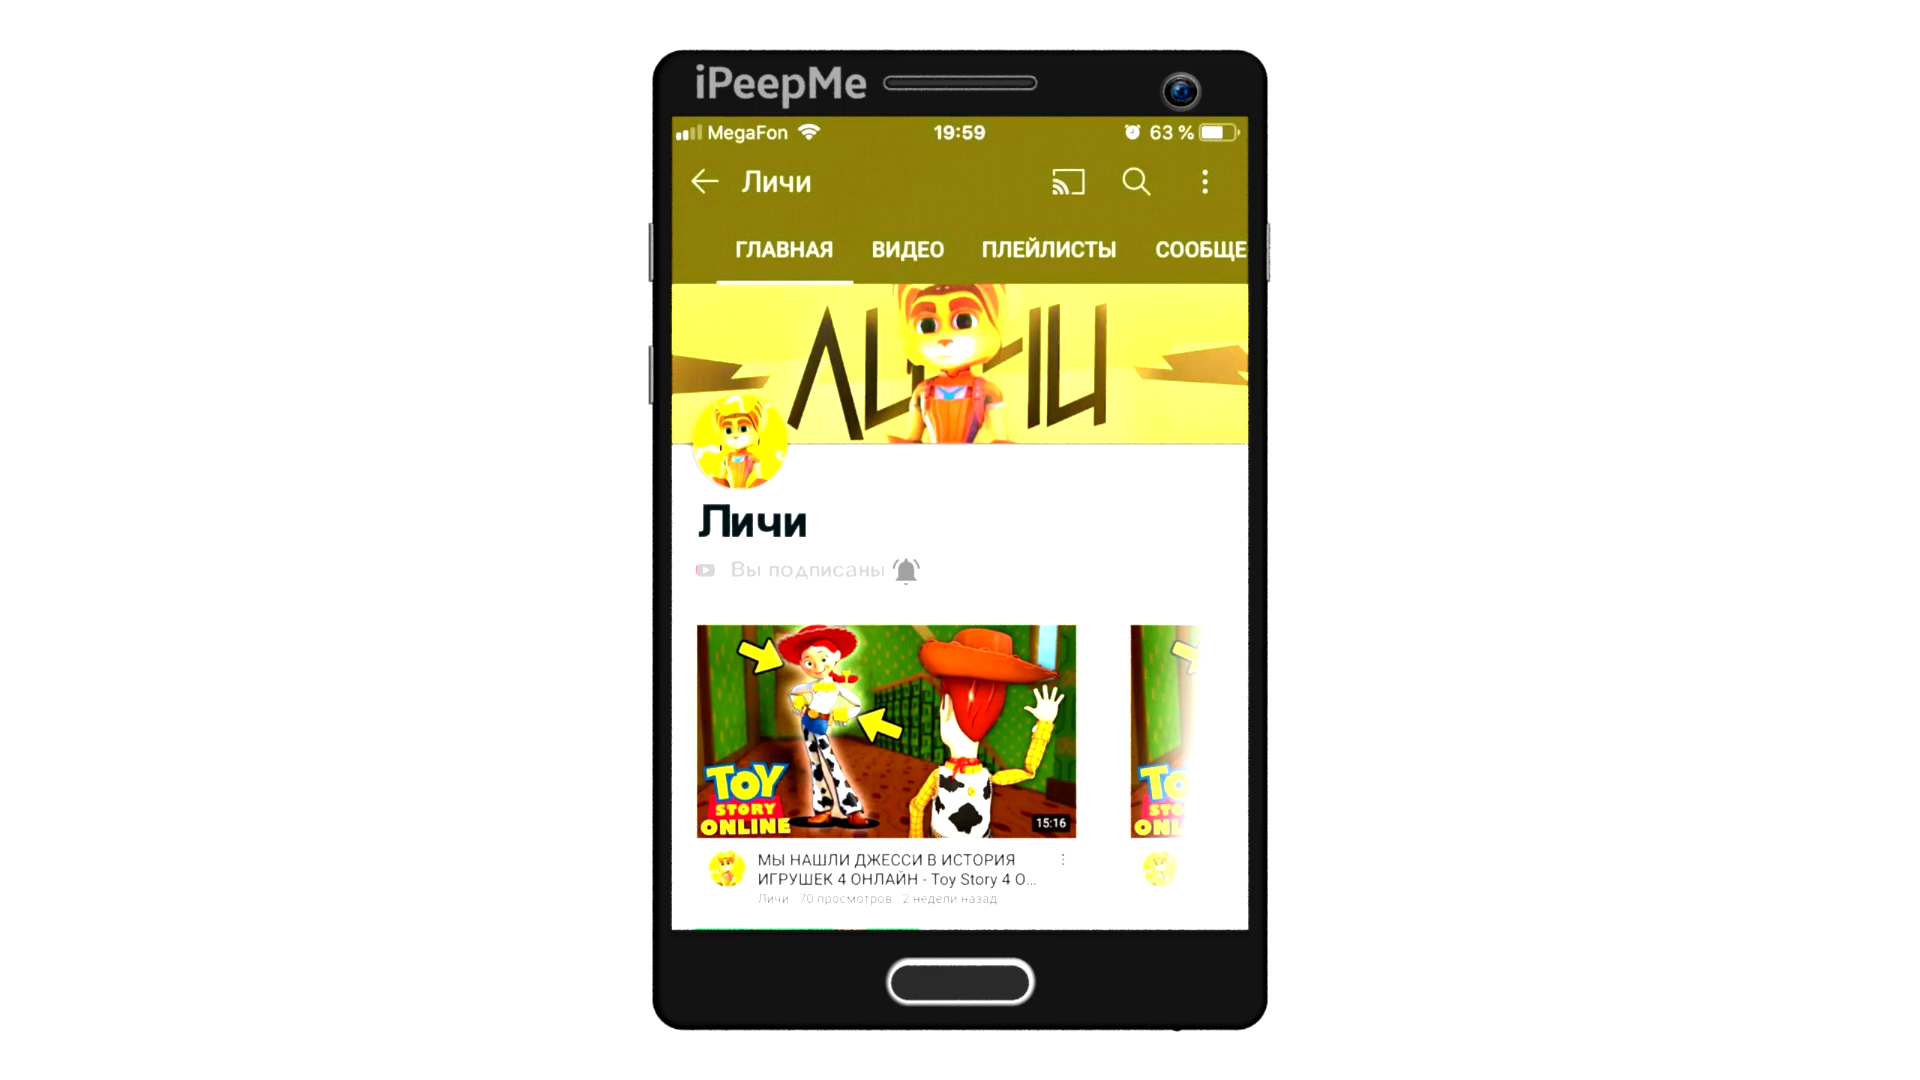 iPeepMe
MegaFon 19:59 63 %
Личи
ГЛАВНАЯ ВИДЕО ПЛЕЙЛИСТЫ СООБЩЕ
Личи
Вы подписаны
TOY
STORY
ONLINE
15:16
МЫ НАШЛИ ДЖЕССИ В ИСТОРИЯ
ИГРУШЕК 4 ОНЛАЙН - Toy Story 4 O...
Личи 70 просмотров 2 недели назад